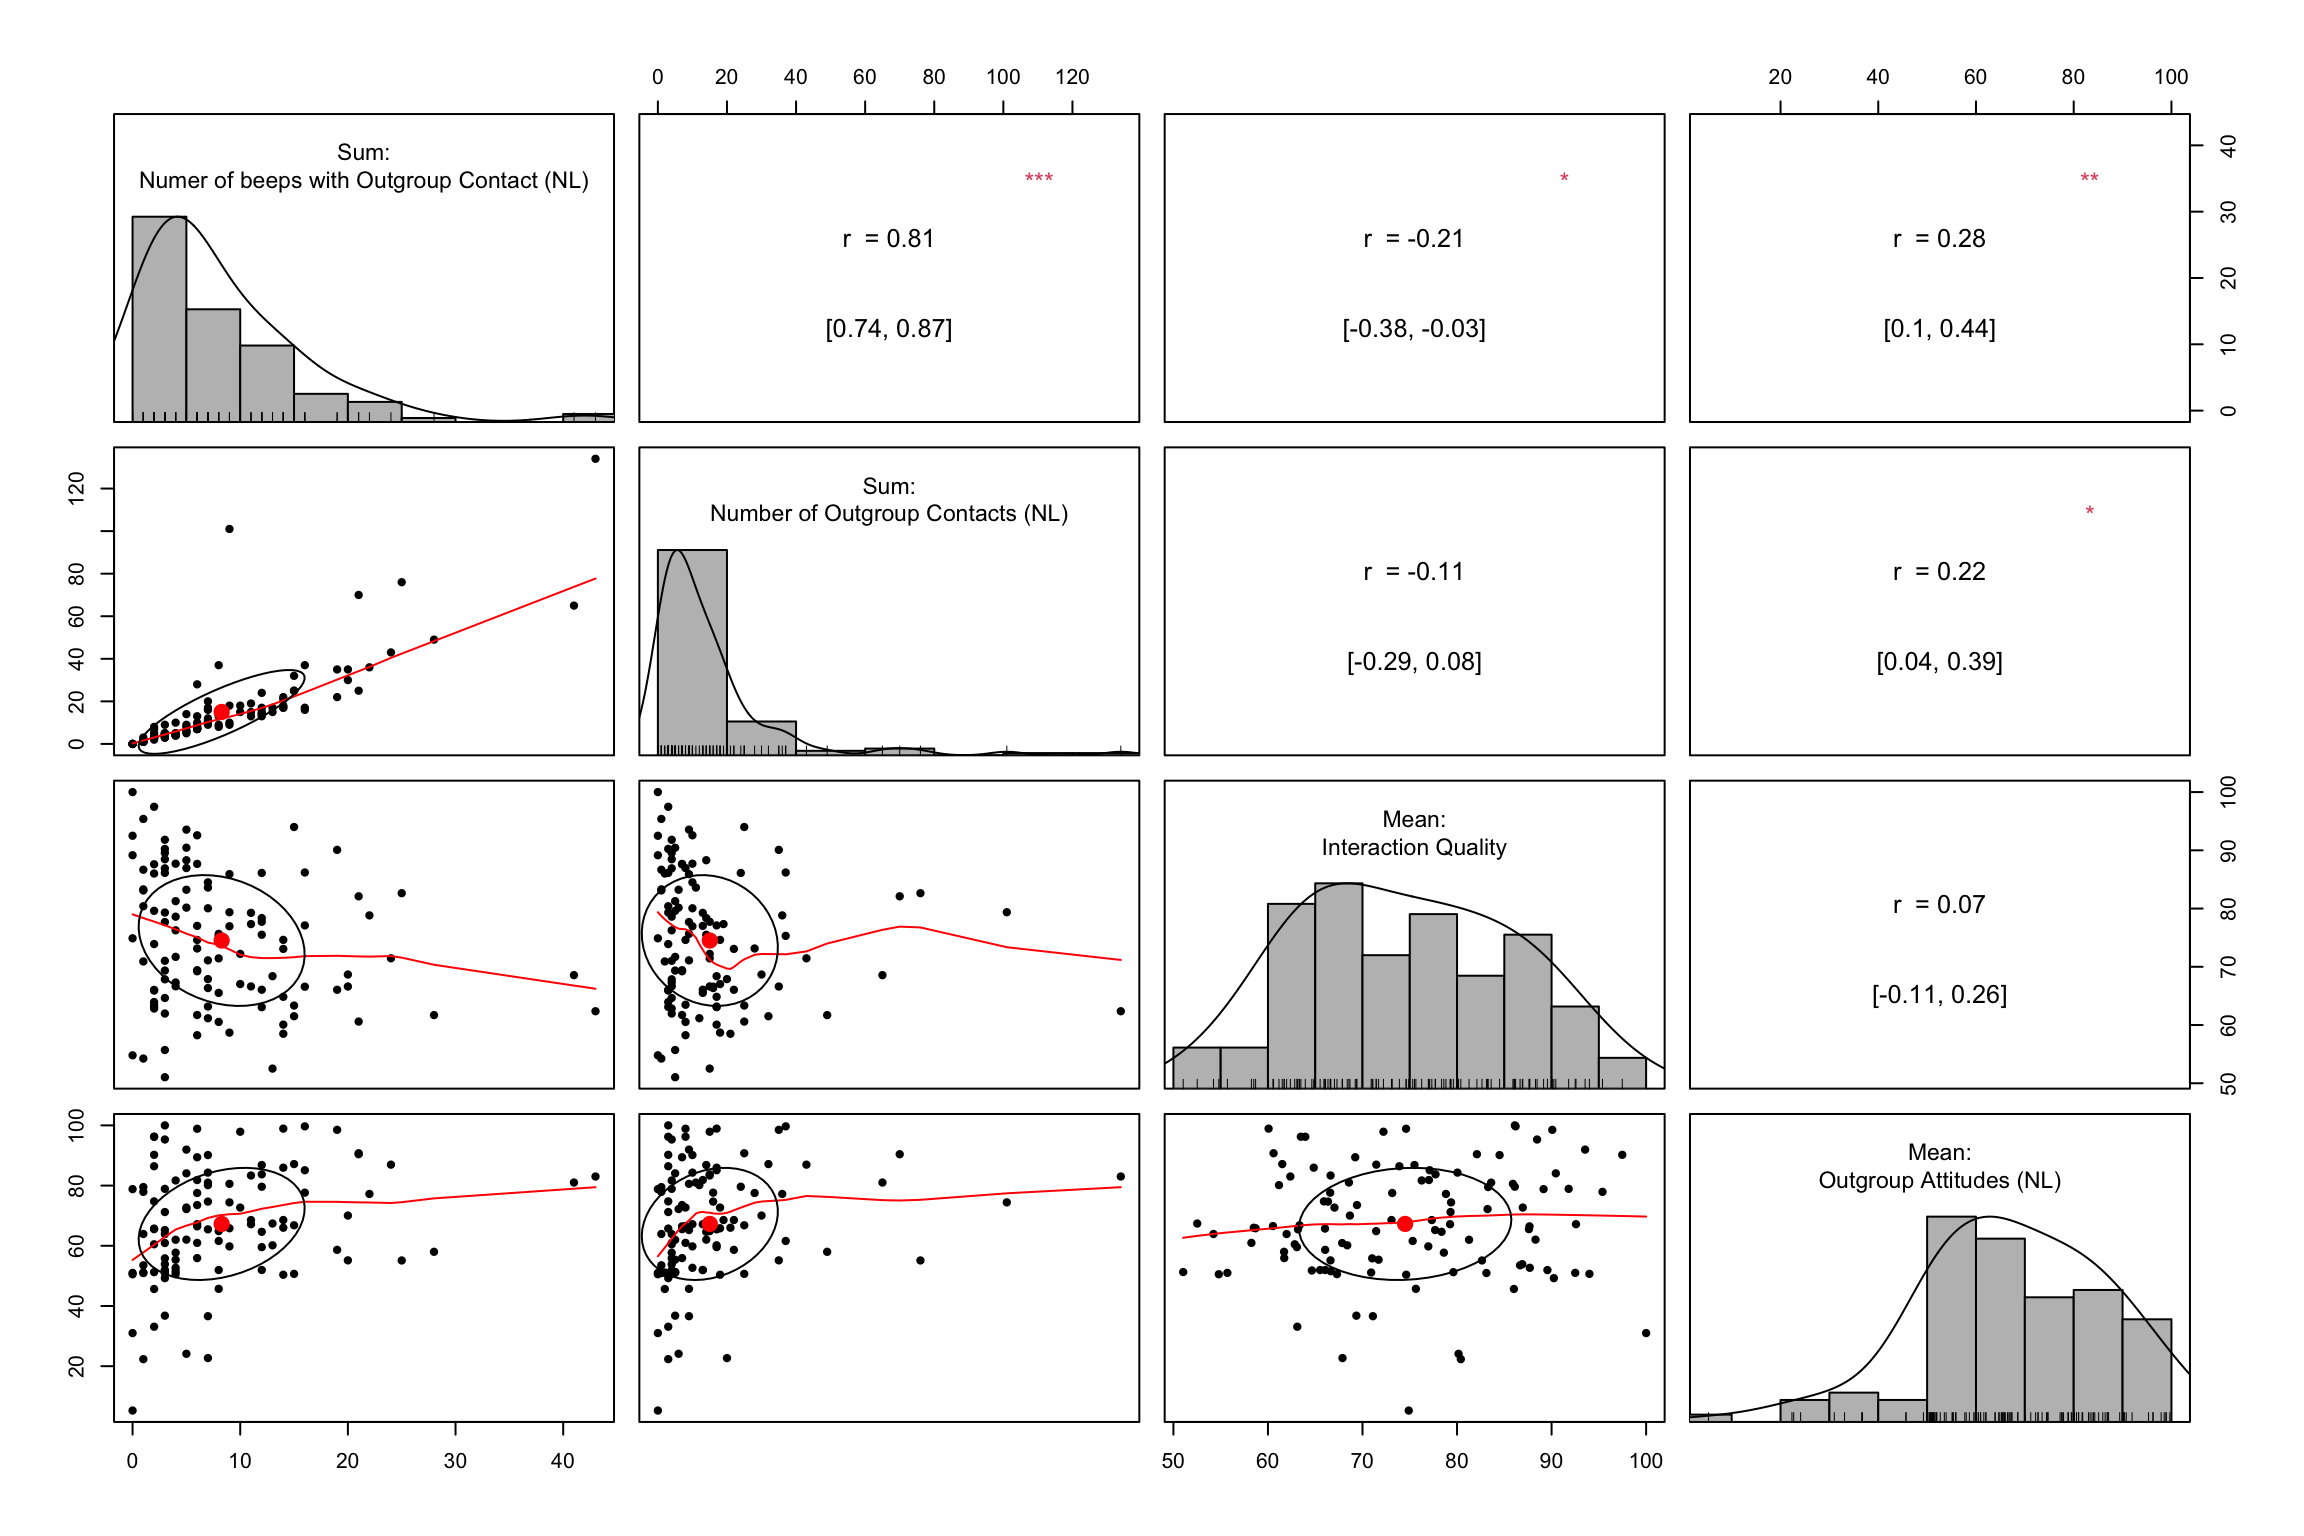 0 20 40 60 80 100 120
20 40 60 80 100
Sum:
Numer of beeps with Outgroup Contact (NL)
***
r = 0.81
[0.74, 0.87]
*
r = -0.21
[-0.38, -0.03]
**
r = 0.28
[0.1, 0.44]
0 10 20 30 40
0 20 40 60 80 120
Sum:
Number of Outgroup Contacts (NL)
r = -0.11
[-0.29, 0.08]
*
r = 0.22
[0.04, 0.39]
Mean:
Interaction Quality
r = 0.07
[-0.11, 0.26]
50 60 70 80 90 100
20 40 60 80 100
Mean:
Outgroup Attitudes (NL)
0 10 20 30 40
50 60 70 80 90 100